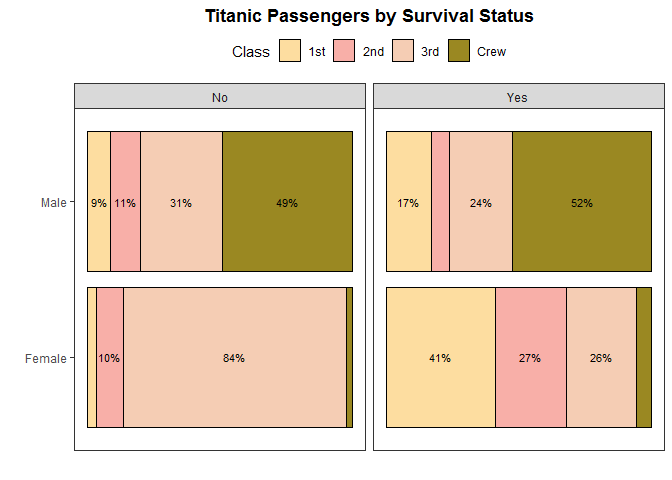 Titanic Passengers by Survival Status
Class 1st 2nd 3rd Crew
No Yes
Male 9% 11% 31% 49% 17% 24% 52%
Female 10% 84% 41% 27% 26%